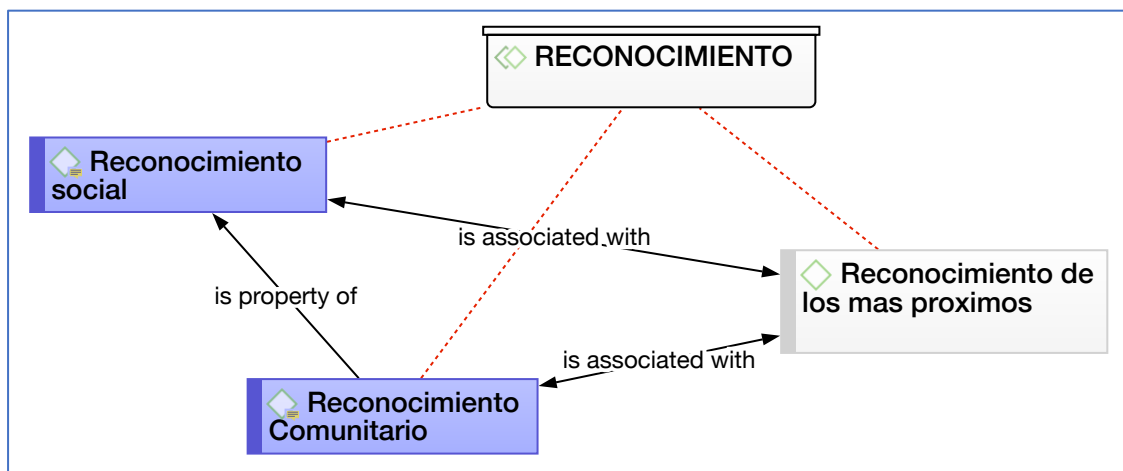 RECONOCIMIENTO
Reconocimiento
social
is associated with
Reconocimiento de
los mas proximos
is property of
is associated with
Reconocimiento
Comunitario